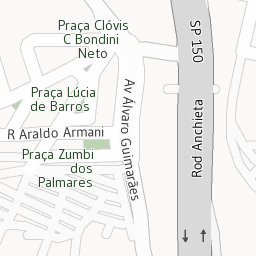 Praça Clóvis
C Bondini
Neto
SP-150
Praça Lúcia
de Barros
Av Álvaro Guimarães
R Araldo Armani
Rod Anchieta
Praça Zumbi
dos
Palmares